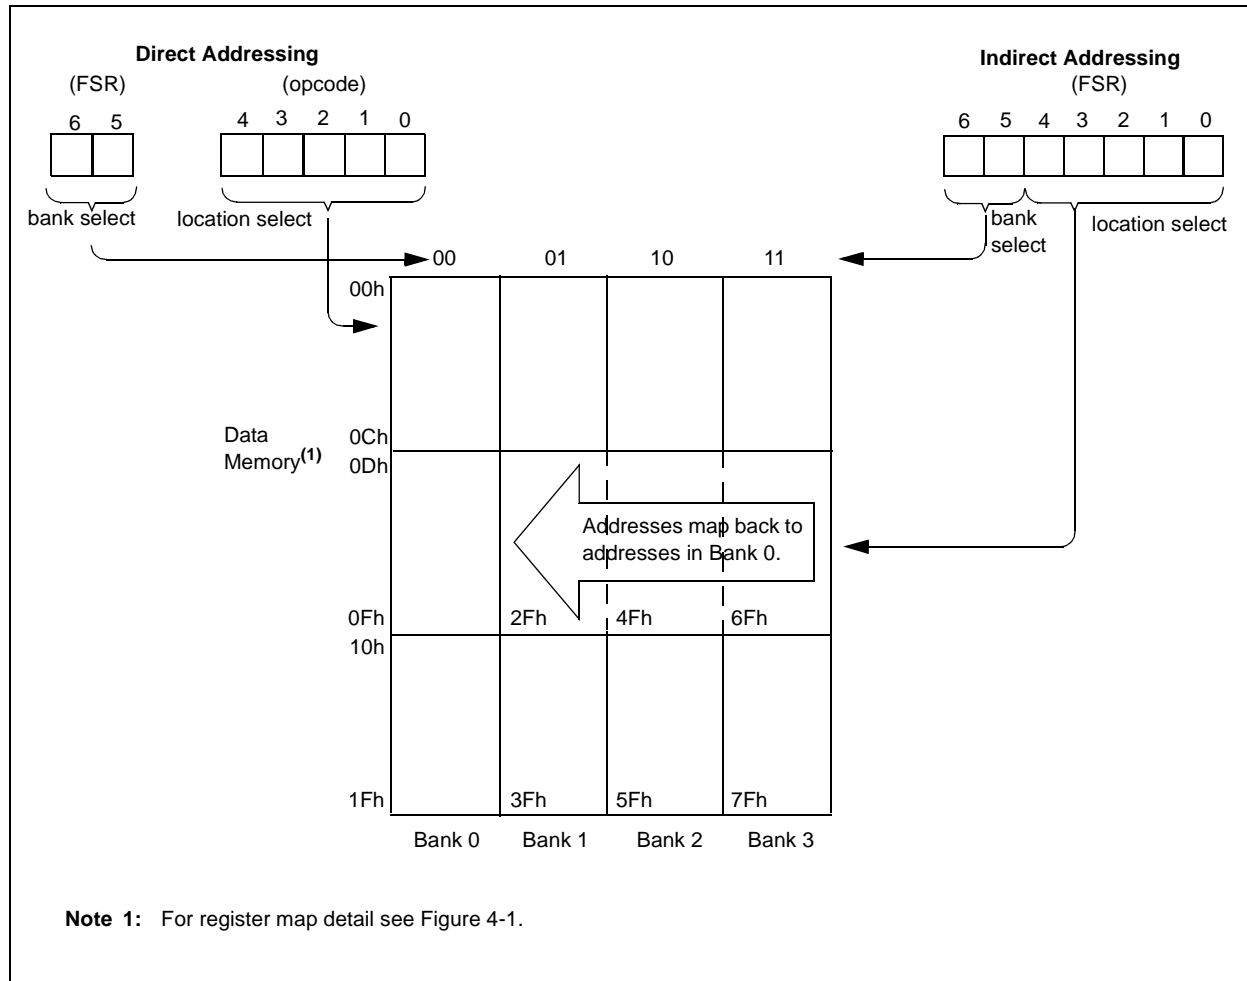 Direct Addressing
(FSR) (opcode)
6 5 4 3 2 1 0
bank select location select
Indirect Addressing
(FSR)
6 5 4 3 2 1 0
bank
select
location select
00 01 10 11
00h
Data
Memory(1)
0Ch
0Dh
Addresses map back to
addresses in Bank 0.
0Fh 2Fh 4Fh 6Fh
10h
1Fh 3Fh 5Fh 7Fh
Bank 0 Bank 1 Bank 2 Bank 3
Note 1: For register map detail see Figure 4-1.